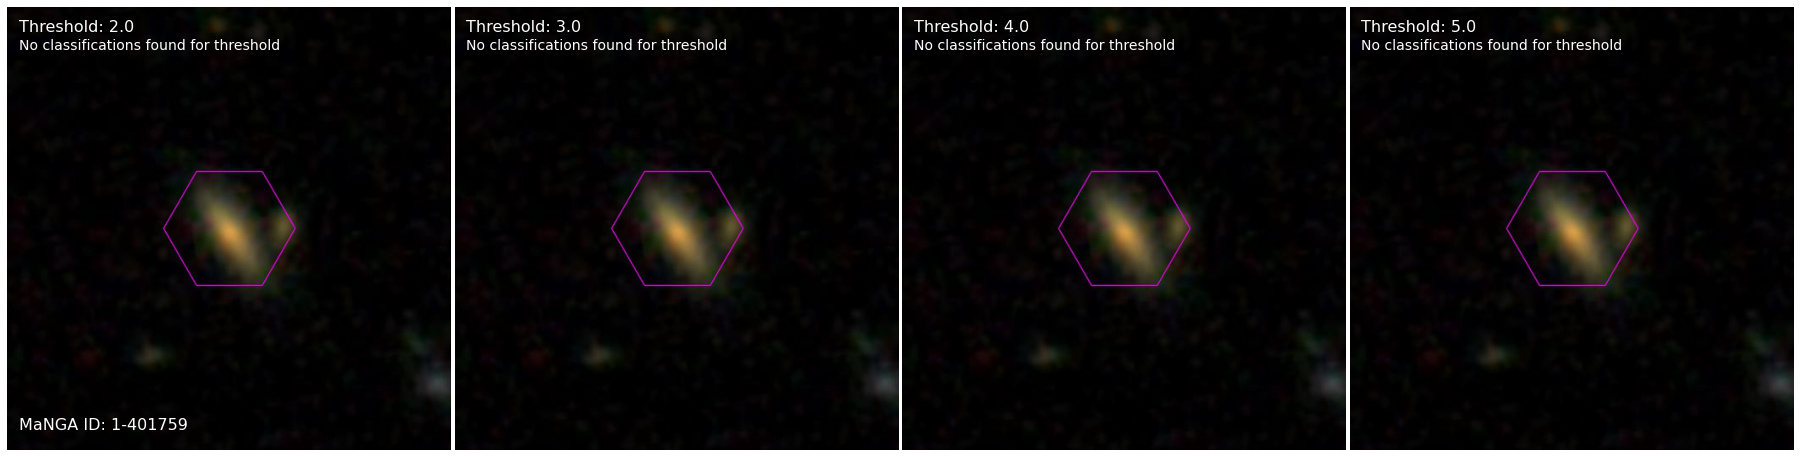 Threshold: 2.0
No classifications found for threshold
MaNGA ID: 1-401759
Threshold: 3.0
No classifications found for threshold
Threshold: 4.0
No classifications found for threshold
Threshold: 5.0
No classifications found for threshold